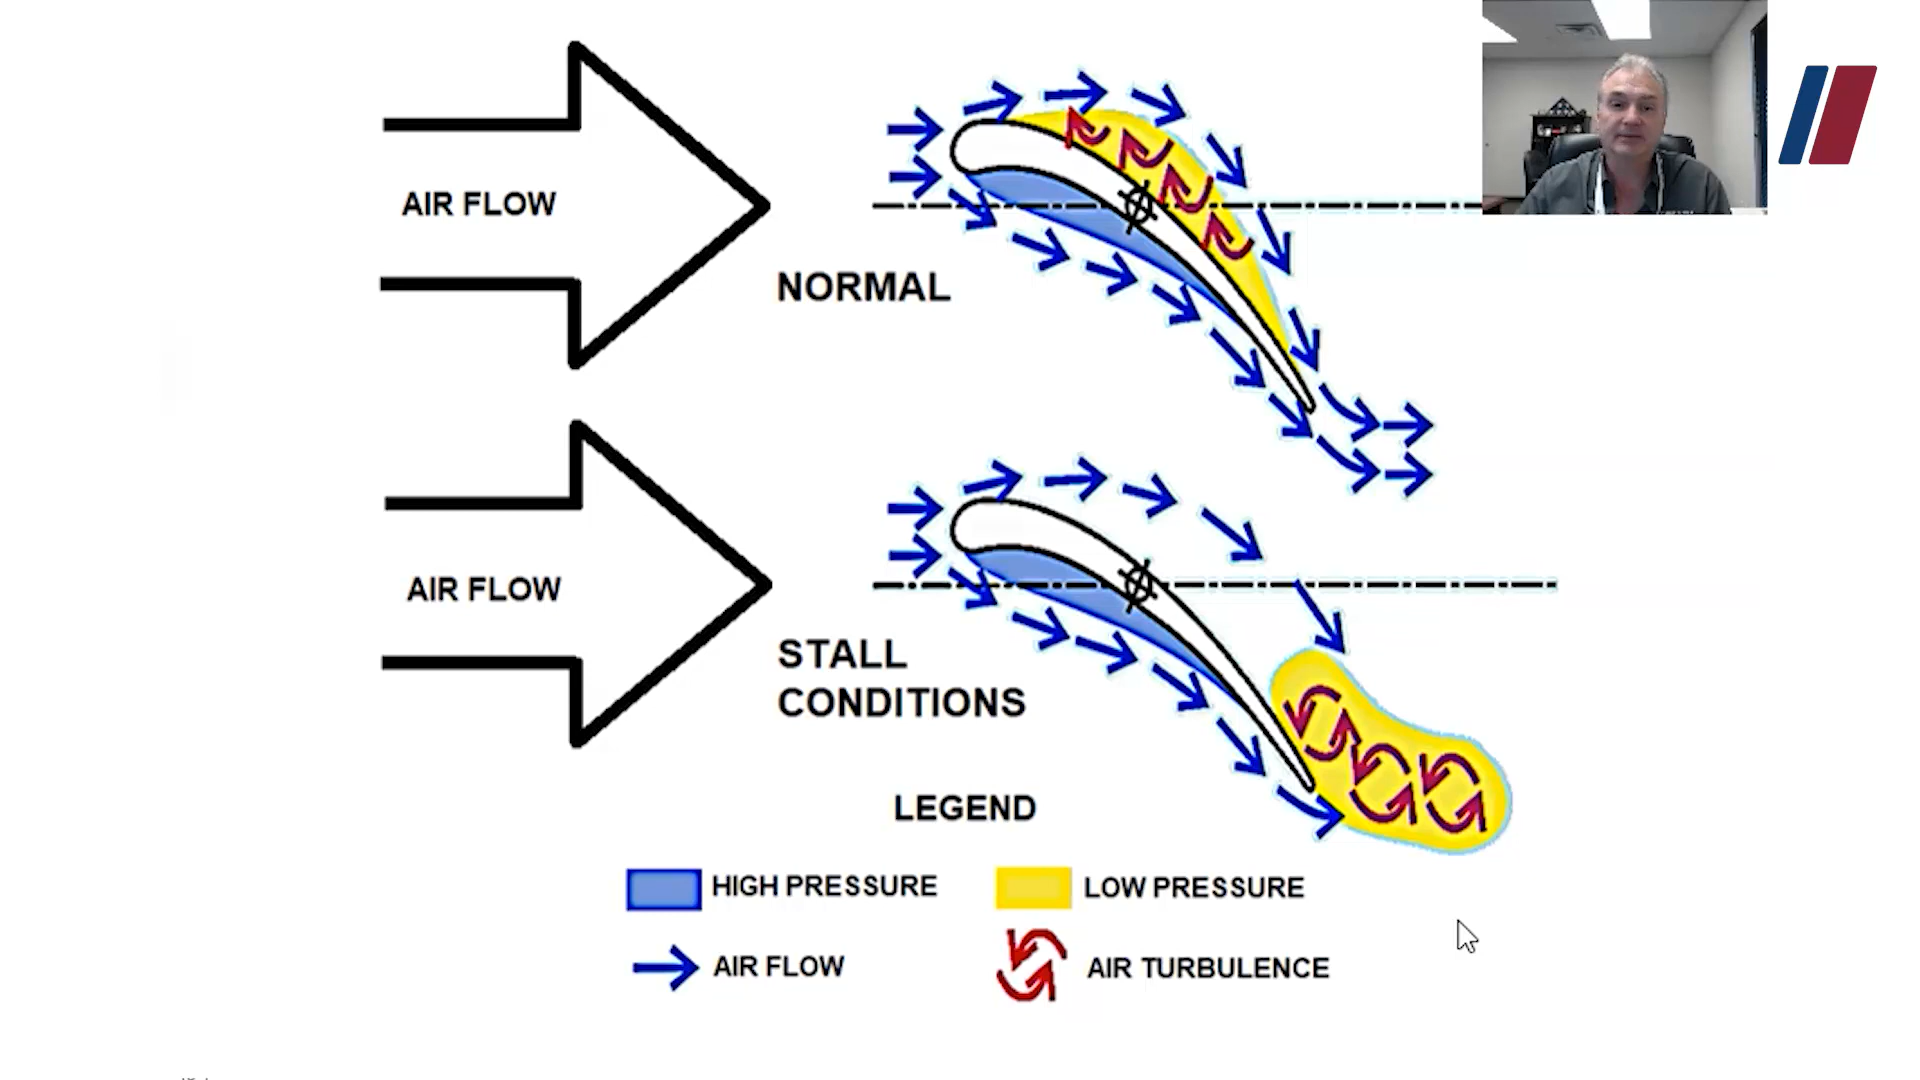 AIR FLOW
NORMAL
AIR FLOW
STALL
CONDITIONS
LEGEND
HIGH PRESSURE
LOW PRESSURE
AIR FLOW
AIR TURBULENCE